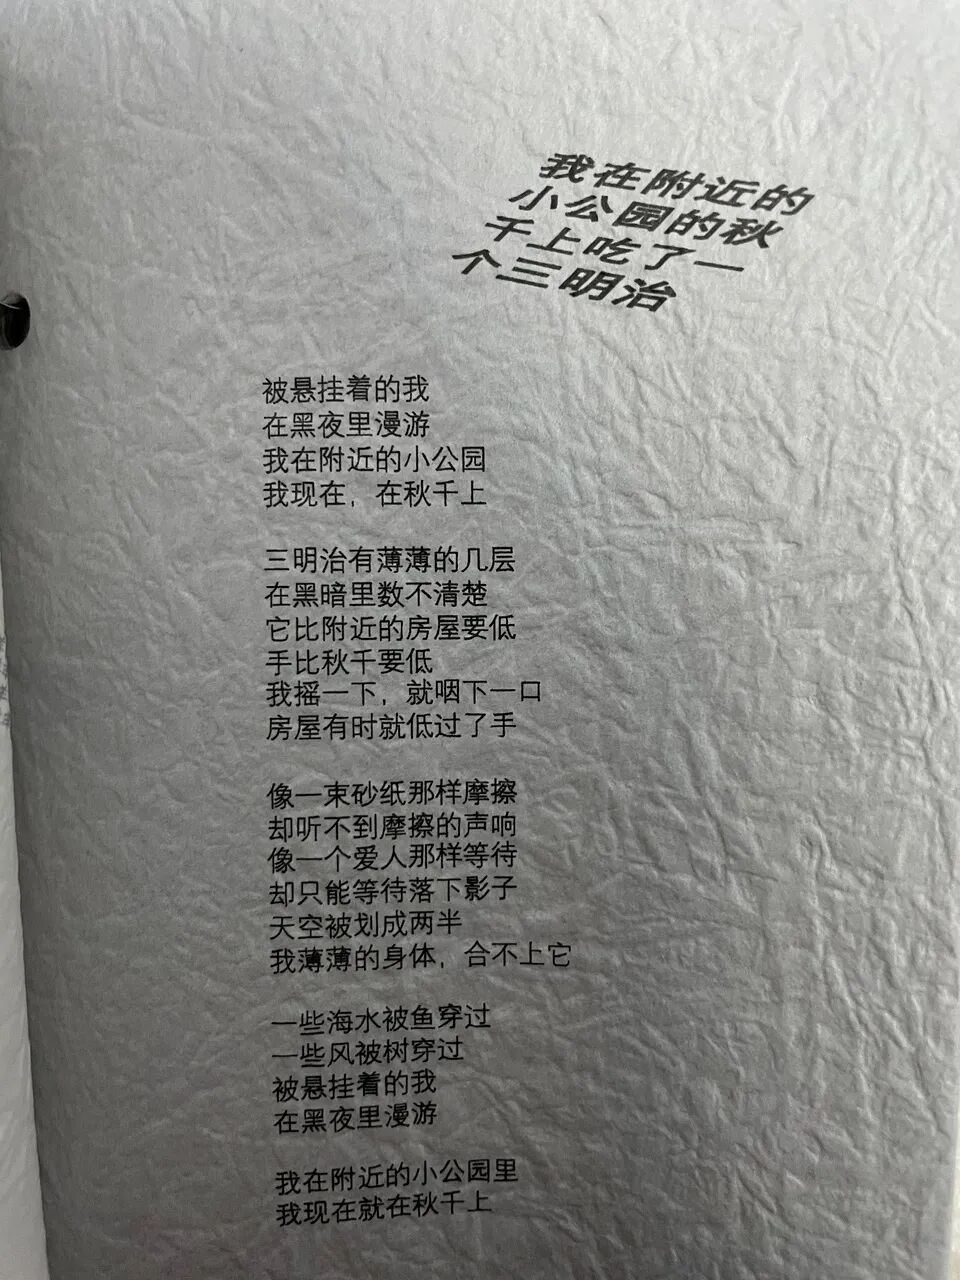 我在附近的
小公园的秋
千上吃了一
个三明治
被悬挂着的我
在黑夜里漫游
我在附近的小公园
我现在，在秋千上
三明治有薄薄的几层
在黑暗里数不清楚
它比附近的房屋要低
手比秋千要低
我摇一下，就咽下一口
房屋有时就低过了手
像一束砂纸那样摩擦
却听不到摩擦的声响
像一个爱人那样等待
却只能等待落下影子
天空被划成两半
我薄薄的身体，合不上它
一些海水被鱼穿过
一些风被树穿过
被悬挂着的我
在黑夜里漫游
我在附近的小公园里
我现在就在秋千上